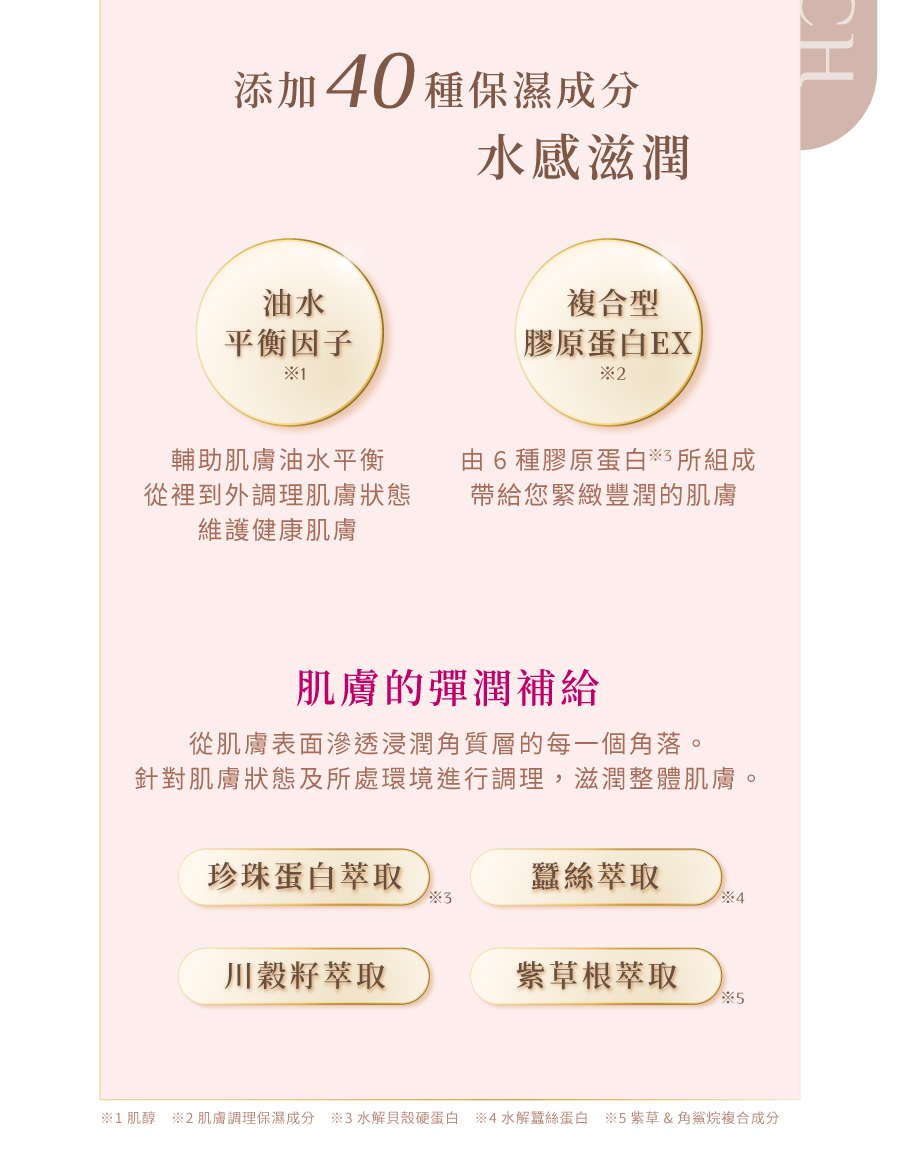 CH
添加40種保濕成分
水感滋潤
油水
平衡因子
※1
複合型
膠原蛋白EX
※2
輔助肌膚油水平衡
從裡到外調理肌膚狀態
維護健康肌膚
由 6 種膠原蛋白※3所組成
帶給您緊緻豐潤的肌膚
肌膚的彈潤補給
從肌膚表面滲透浸潤角質層的每一個角落。
針對肌膚狀態及所處環境進行調理，滋潤整體肌膚。
珍珠蛋白萃取※3
蠶絲萃取※4
川穀籽萃取
紫草根萃取※5
※1 肌醇　※2 肌膚調理保濕成分　※3 水解貝殼硬蛋白　※4 水解蠶絲蛋白　※5 紫草 & 角鯊烷複合成分